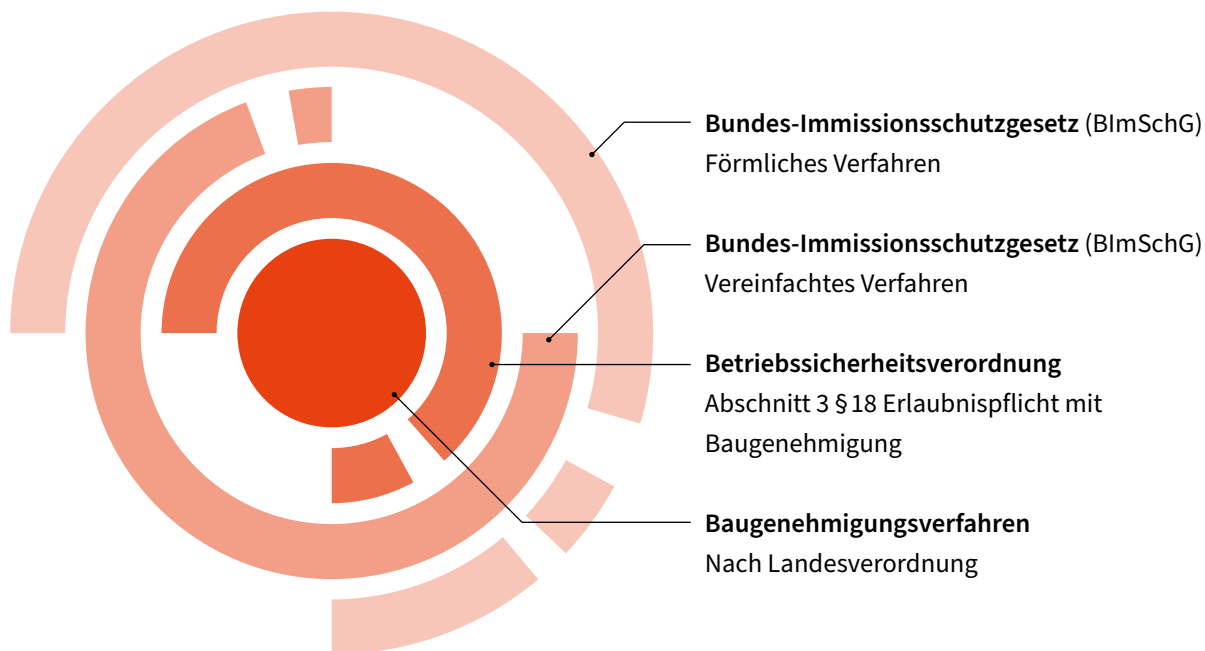 Bundes-Immissionsschutzgesetz (BImSchG)
Förmliches Verfahren
Bundes-Immissionsschutzgesetz (BImSchG)
Vereinfachtes Verfahren
Betriebssicherheitsverordnung
Abschnitt 3 § 18 Erlaubnispflicht mit
Baugenehmigung
Baugenehmigungsverfahren
Nach Landesverordnung